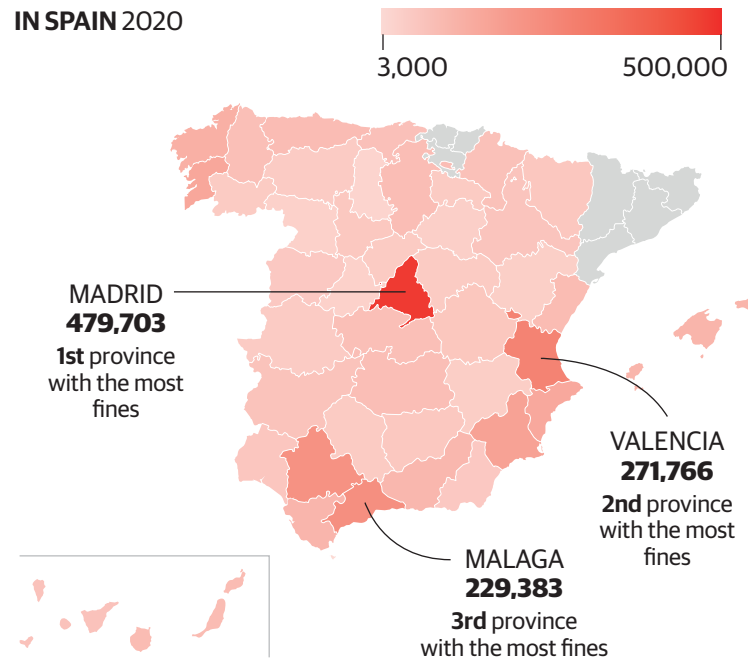 IN SPAIN 2020
3,000 500,000
MADRID
479,703
1st province
with the most
fines
VALENCIA
271,766
2nd province
with the most
fines
MALAGA
229,383
3rd province
with the most fines